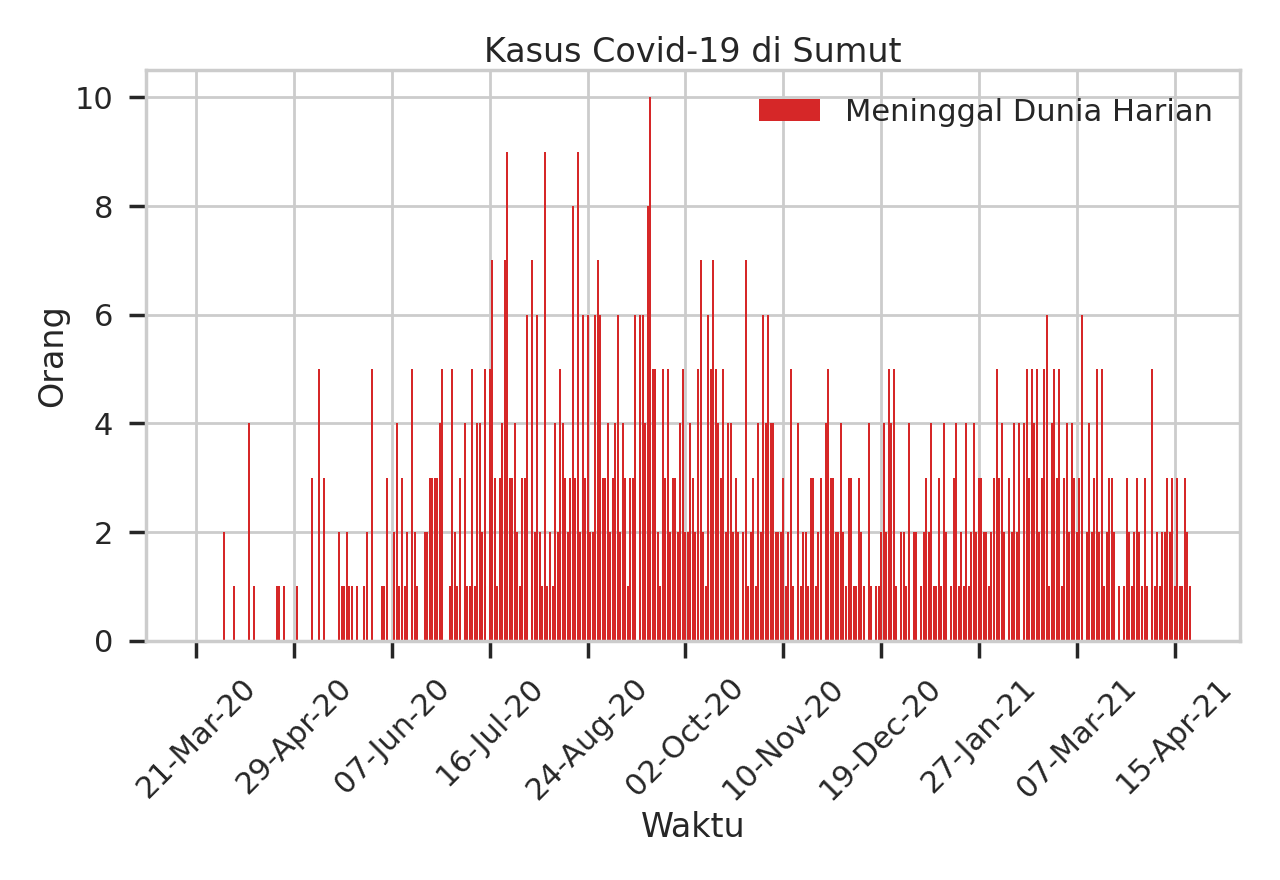 Kasus Covid-19 di Sumut
Meninggal Dunia Harian
Orang
10
8
6
4
2
0
21-Mar-20
29-Apr-20
07-Jun-20
16-Jul-20
24-Aug-20
02-Oct-20
10-Nov-20
19-Dec-20
27-Jan-21
07-Mar-21
15-Apr-21
Waktu